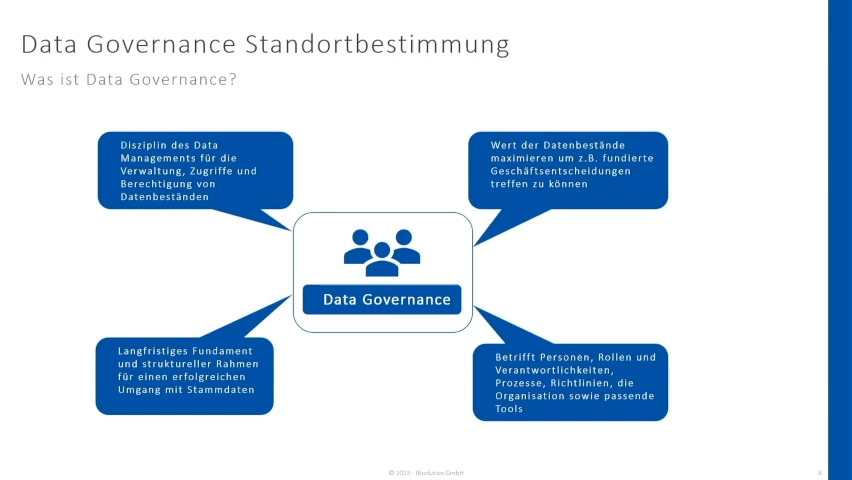 Data Governance Standortbestimmung
Was ist Data Governance?
Disziplin des Data
Managements für die
Verwaltung, Zugriffe und
Berechtigung von
Datenbeständen
Wert der Datenbestände
maximieren um z.B. fundierte
Geschäftsentscheidungen
treffen zu können
Data Governance
Langfristiges Fundament
und struktureller Rahmen
für einen erfolgreichen
Umgang mit Stammdaten
Betrifft Personen, Rollen und
Verantwortlichkeiten,
Prozesse, Richtlinien, die
Organisation sowie passende
Tools
© 2023 - IBsolution GmbH